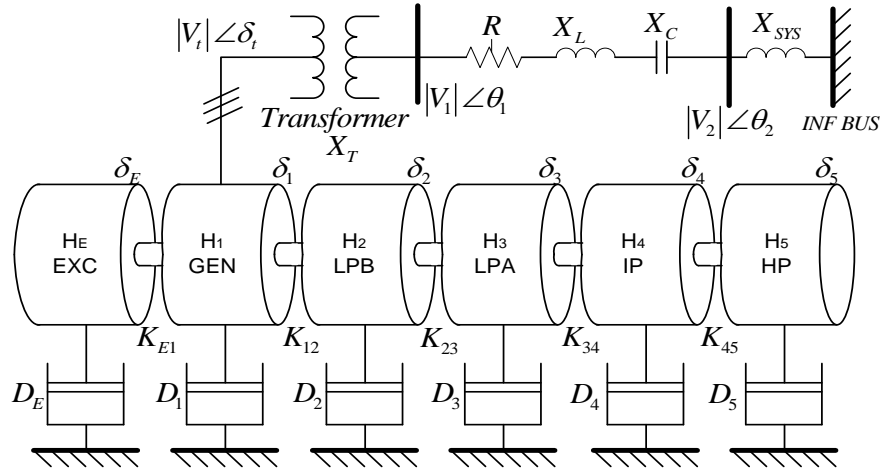 |V_t|∠δ_t
R
X_L
X_C
X_SYS
|V_1|∠θ_1
|V_2|∠θ_2
INF BUS
Transformer
X_T
δ_E
δ_1
δ_2
δ_3
δ_4
δ_5
H_E
EXC
H_1
GEN
H_2
LPB
H_3
LPA
H_4
IP
H_5
HP
K_E1
K_12
K_23
K_34
K_45
D_E
D_1
D_2
D_3
D_4
D_5